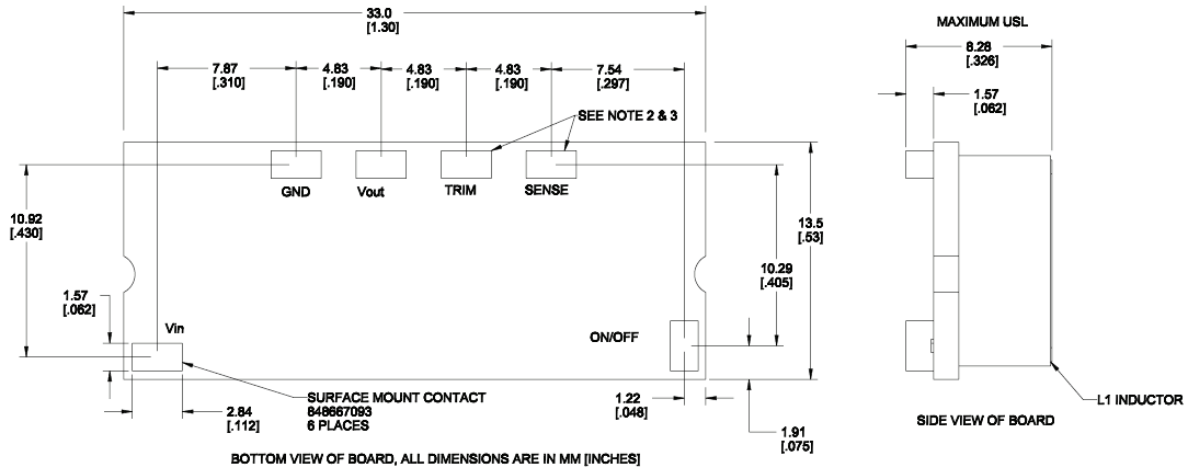 33.0
[1.30]
7.87
[.310]
4.83
[.190]
4.83
[.190]
4.83
[.190]
7.54
[.297]
SEE NOTE 2 & 3
GND
Vout
TRIM
SENSE
10.92
[.430]
13.5
[.53]
10.29
[.405]
1.57
[.062]
Vin
ON/OFF
SURFACE MOUNT CONTACT
848667093
6 PLACES
2.84
[.112]
1.22
[.048]
1.91
[.075]
BOTTOM VIEW OF BOARD, ALL DIMENSIONS ARE IN MM [INCHES]
MAXIMUM USL
8.28
[.326]
1.57
[.062]
L1 INDUCTOR
SIDE VIEW OF BOARD